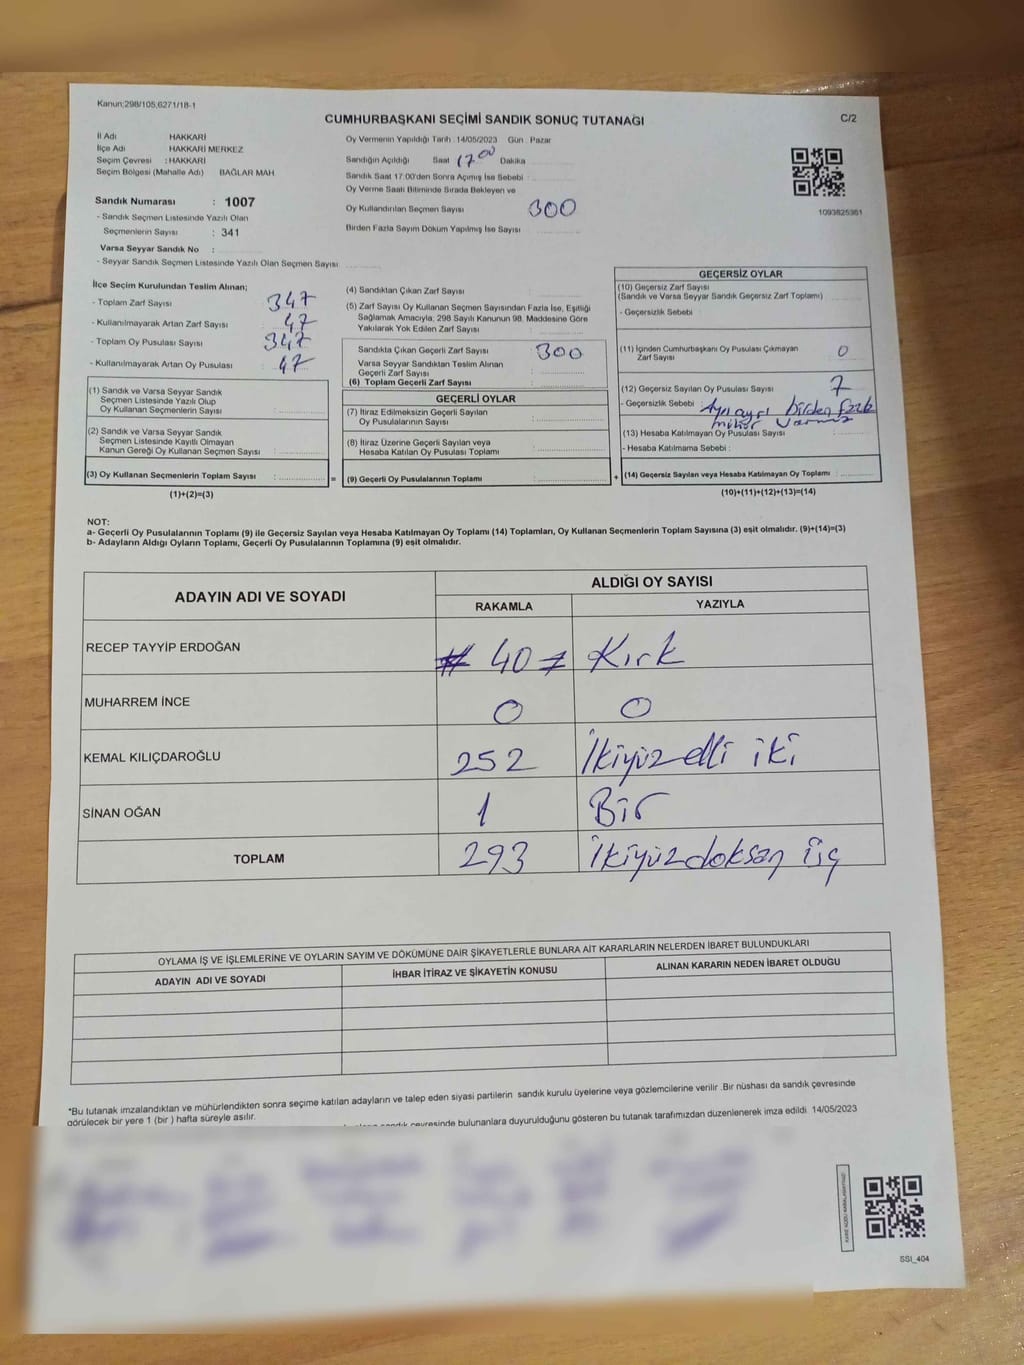 Kanun:298/105,6271/18-1
CUMHURBAŞKANI SEÇİMİ SANDIK SONUÇ TUTANAĞI
C/2
İl Adı HAKKARİ
İlçe Adı HAKKARİ MERKEZ
Seçim Çevresi : HAKKARİ
Seçim Bölgesi (Mahalle Adı) BAĞLAR MAH
Sandık Numarası : 1007
- Sandık Seçmen Listesinde Yazılı Olan
Seçmenlerin Sayısı : 341
Varsa Seyyar Sandık No :
- Seyyar Sandık Seçmen Listesinde Yazılı Olan Seçmen Sayısı
Oy Vermenin Yapıldığı Tarih : 14/05/2023 Gün : Pazar
Sandığın Açıldığı Saat 17 00 Dakika
Sandık Saat 17:00'den Sonra Açımış İse Sebebi :
Oy Verme Saati Bitiminde Sırada Bekleyen ve
Oy Kullandırılan Seçmen Sayısı 300
Birden Fazla Sayım Döküm Yapılmış İse Sayısı
1093825361
İlçe Seçim Kurulundan Teslim Alınan;
- Toplam Zarf Sayısı 347
- Kullanılmayarak Artan Zarf Sayısı 47
- Toplam Oy Pusulası Sayısı 347
- Kullanılmayarak Artan Oy Pusulası 47
(1) Sandık ve Varsa Seyyar Sandık
Seçmen Listesinde Yazılı Olup
Oy Kullanan Seçmenlerin Sayısı :
(2) Sandık ve Varsa Seyyar Sandık
Seçmen Listesinde Kayıtlı Olmayan
Kanun Gereği Oy Kullanan Seçmen Sayısı :
(3) Oy Kullanan Seçmenlerin Toplam Sayısı : =
(1)+(2)=(3)
(4) Sandıktan Çıkan Zarf Sayısı :
(5) Zarf Sayısı Oy Kullanan Seçmen Sayısından Fazla İse, Eşitliği
Sağlamak Amacıyla; 298 Sayılı Kanunun 98. Maddesine Göre
Yakılarak Yok Edilen Zarf Sayısı :
Sandıkta Çıkan Geçerli Zarf Sayısı : 300
Varsa Seyyar Sandıktan Teslim Alınan
Geçerli Zarf Sayısı :
(6) Toplam Geçerli Zarf Sayısı :
GEÇERLİ OYLAR
(7) İtiraz Edilmeksizin Geçerli Sayılan
Oy Pusulasının Sayısı :
(8) İtiraz Üzerine Geçerli Sayılan veya
Hesaba Katılan Oy Pusulası Toplamı :
(9) Geçerli Oy Pusulalarının Toplamı : +
GEÇERSİZ OYLAR
(10) Geçersiz Zarf Sayısı
(Sandık ve Varsa Seyyar Sandık Geçersiz Zarf Toplamı)
- Geçersizlik Sebebi :
(11) İçinden Cumhurbaşkanı Oy Pusulası Çıkmayan
Zarf Sayısı : 0
(12) Geçersiz Sayılan Oy Pusulası Sayısı : 7
- Geçersizlik Sebebi : Ayrı ayrı birden fazla
mühür
(13) Hesaba Katılmayan Oy Pusulası Sayısı :
- Hesaba Katılmama Sebebi :
(14) Geçersiz Sayılan veya Hesaba Katılmayan Oy Toplamı :
(10)+(11)+(12)+(13)=(14)
NOT:
a- Geçerli Oy Pusulalarının Toplamı (9) ile Geçersiz Sayılan veya Hesaba Katılmayan Oy Toplamı (14) Toplamları, Oy Kullanan Seçmenlerin Toplam Sayısına (3) eşit olmalıdır. (9)+(14)=(3)
b- Adayların Aldığı Oyların Toplamı, Geçerli Oy Pusulalarının Toplamına (9) eşit olmalıdır.
ADAYIN ADI VE SOYADI
ALDIĞI OY SAYISI
RAKAMLA YAZIYLA
RECEP TAYYİP ERDOĞAN 40 Kırk
MUHARREM İNCE 0 0
KEMAL KILIÇDAROĞLU 252 İkiyüz elli iki
SİNAN OĞAN 1 Bir
TOPLAM 293 İkiyüzdoksan üç
OYLAMA İŞ VE İŞLEMLERİNE VE OYLARIN SAYIM VE DÖKÜMÜNE DAİR ŞİKAYETLERLE BUNLARA AİT KARARLARIN NELERDEN İBARET BULUNDUKLARI
ADAYIN ADI VE SOYADI İHBAR İTİRAZ VE ŞİKAYETİN KONUSU ALINAN KARARIN NEDEN İBARET OLDUĞU
*Bu tutanak imzalandıktan ve mühürlendikten sonra seçime katılan adayların ve talep eden siyasi partilerin sandık kurulu üyelerine veya gözlemcilerine verilir .Bir nüshası da sandık çevresinde
görülecek bir yere 1 (bir ) hafta süreyle asılır.
sandık çevresinde bulunanlara duyurulduğunu gösteren bu tutanak tarafımızdan düzenlenerek imza edildi. 14/05/2023
SSI_404